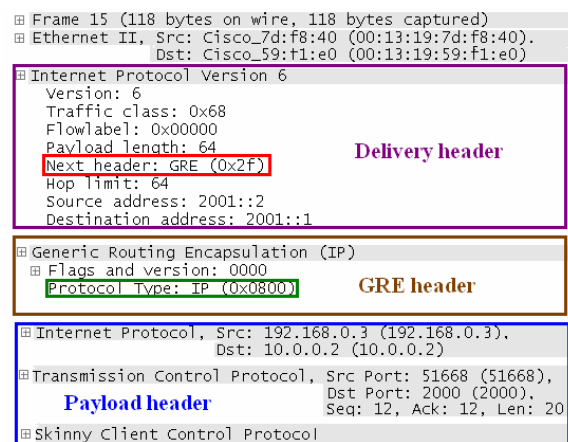 Frame 15 (118 bytes on wire, 118 bytes captured)
Ethernet II, Src: Cisco_7d:f8:40 (00:13:19:7d:f8:40).
Dst: Cisco_59:f1:e0 (00:13:19:59:f1:e0)
Internet Protocol Version 6
Version: 6
Traffic class: 0x68
Flowlabel: 0x00000
Payload length: 64
Delivery header
Next header: GRE (0x2f)
Hop limit: 64
Source address: 2001::2
Destination address: 2001::1
Generic Routing Encapsulation (IP)
Flags and version: 0000
Protocol Type: IP (0x0800)
GRE header
Internet Protocol, Src: 192.168.0.3 (192.168.0.3),
Dst: 10.0.0.2 (10.0.0.2)
Transmission Control Protocol, Src Port: 51668 (51668),
Dst Port: 2000 (2000),
Payload header
Seq: 12, Ack: 12, Len: 20
Skinny Client Control Protocol